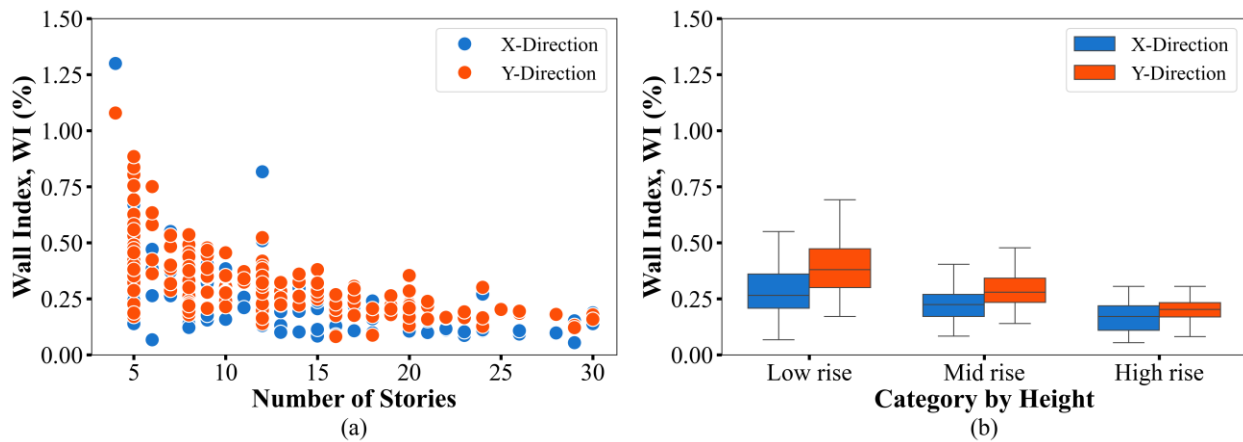 1.50
1.25
1.00
0.75
0.50
0.25
0.00
Wall Index, WI (%)
X-Direction
Y-Direction
5 10 15 20 25 30
Number of Stories
(a)
1.50
1.25
1.00
0.75
0.50
0.25
0.00
Wall Index, WI (%)
X-Direction
Y-Direction
Low rise Mid rise High rise
Category by Height
(b)